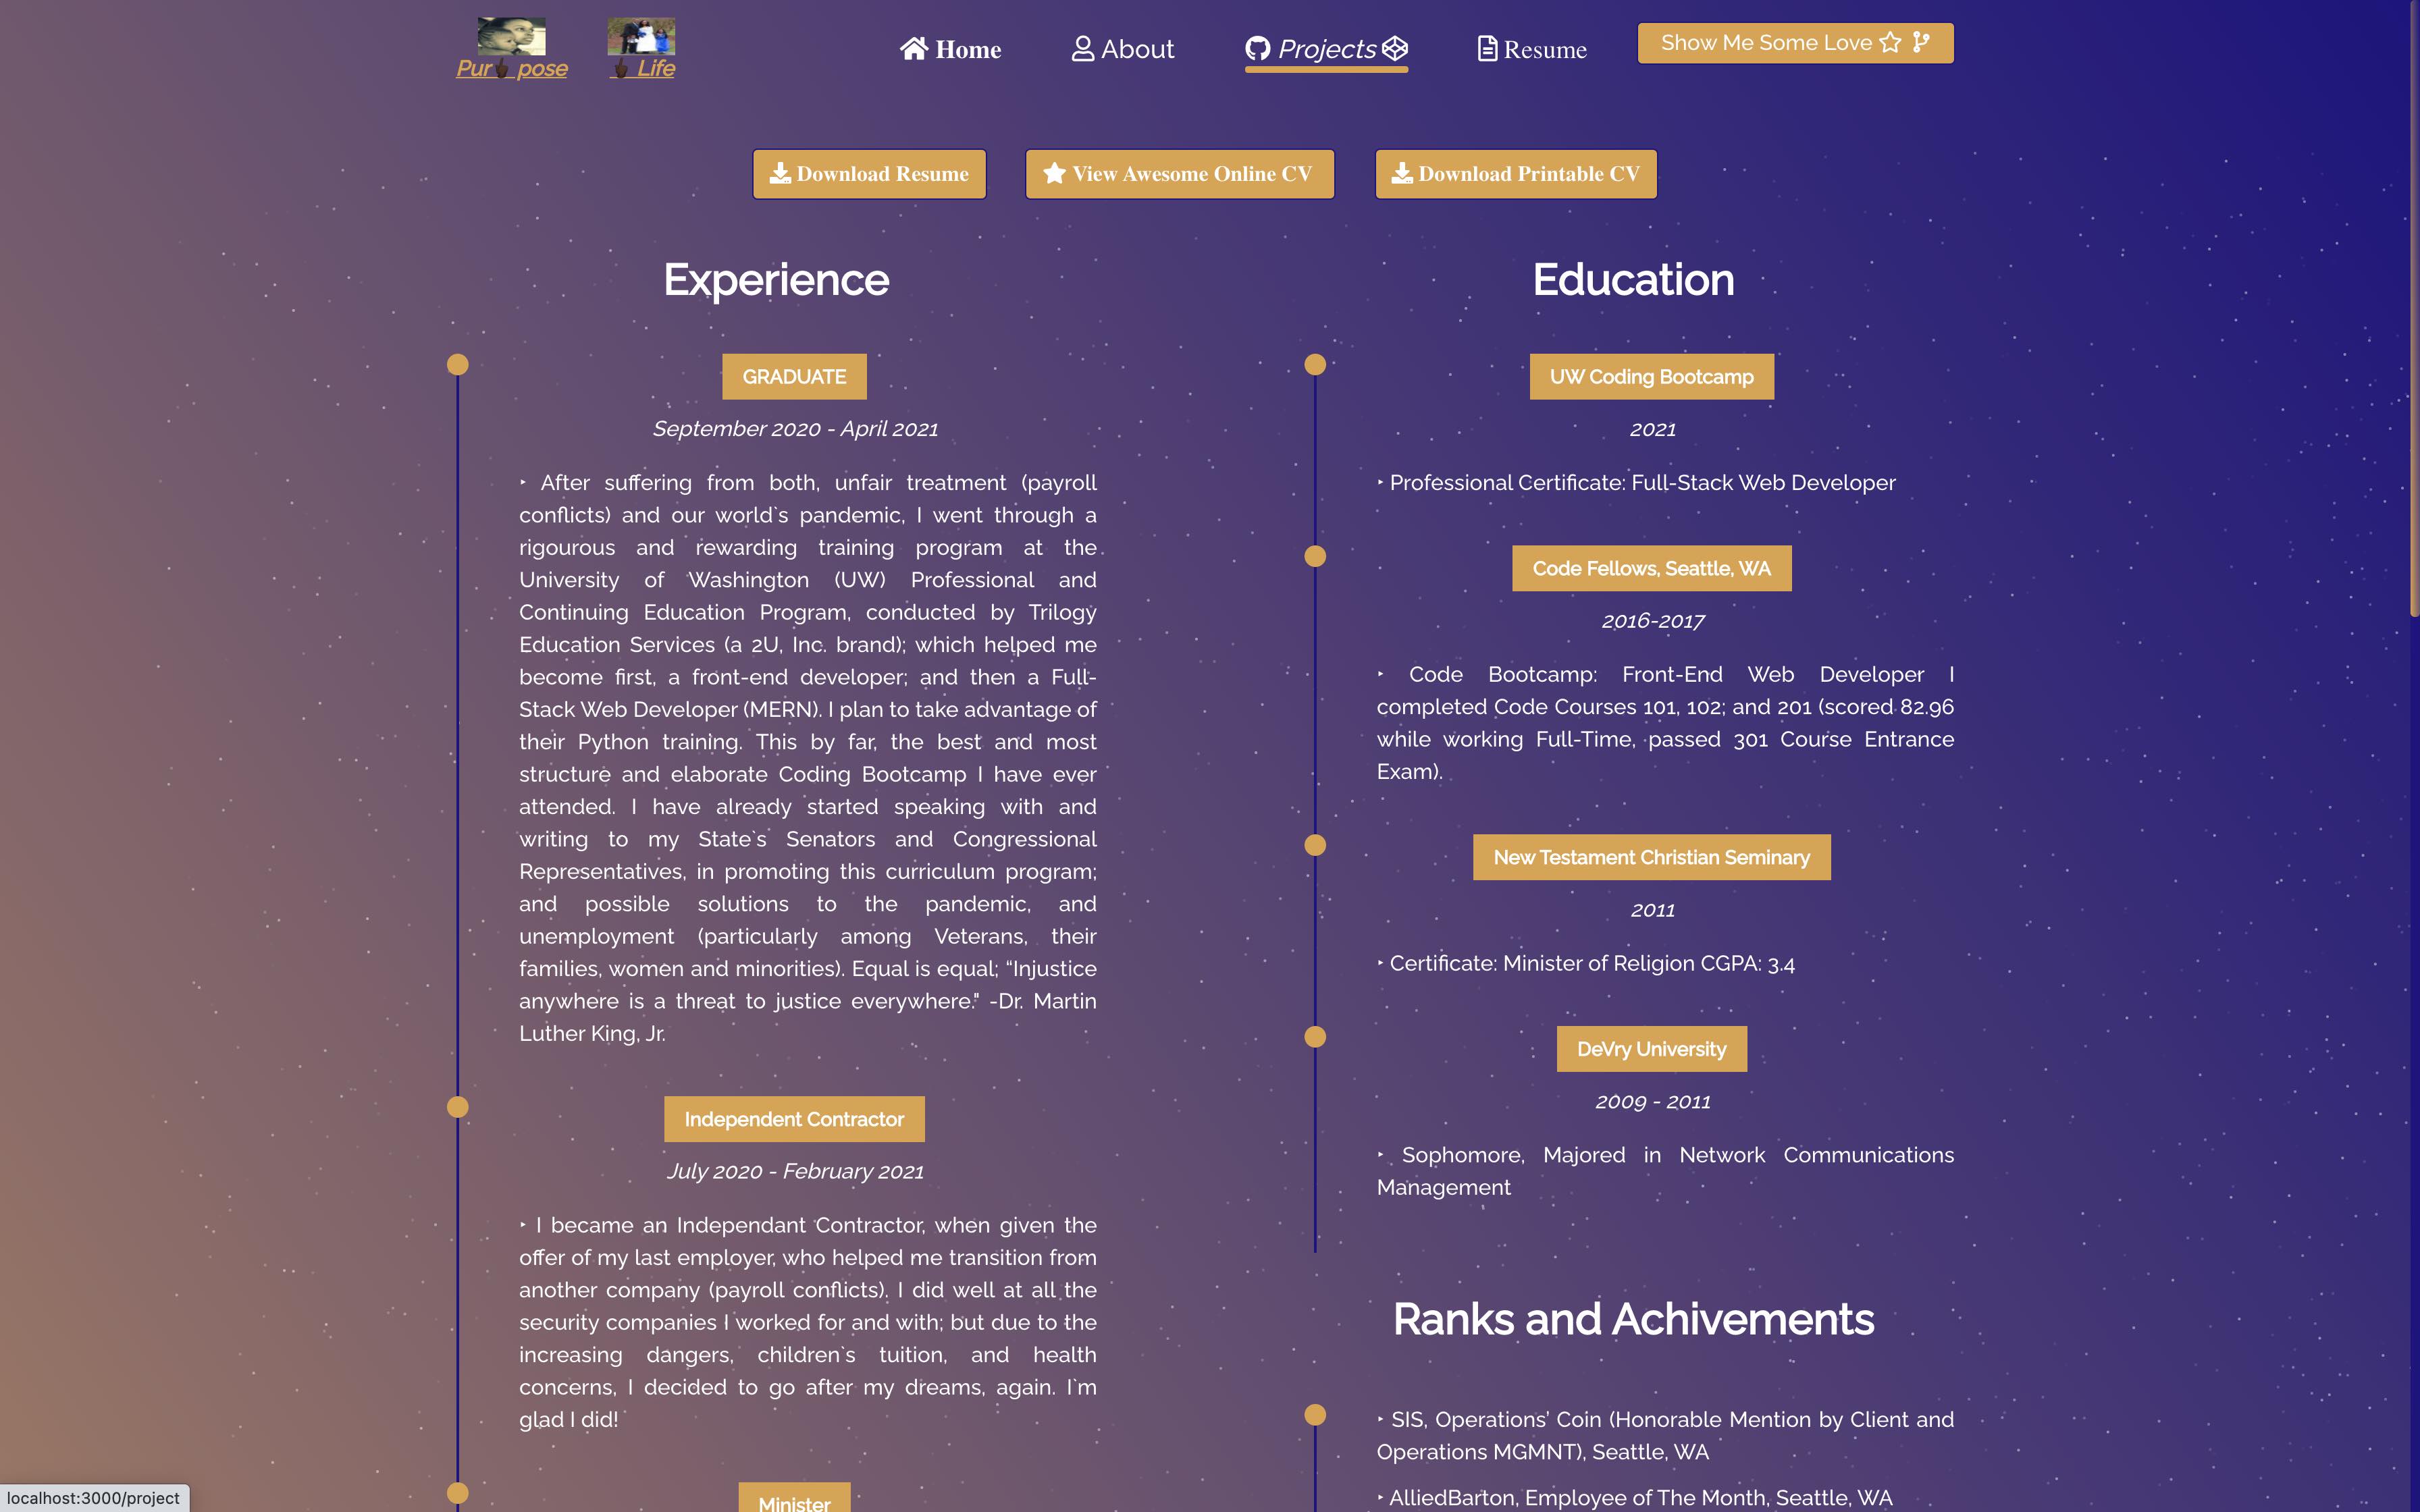 Pur pose
Life
Home
About
Projects
Resume
Show Me Some Love
Download Resume
View Awesome Online CV
Download Printable CV
Experience
GRADUATE
September 2020 - April 2021
‣ After suffering from both, unfair treatment (payroll
conflicts) and our world`s pandemic, I went through a
rigourous and rewarding training program at the
University of Washington (UW) Professional and
Continuing Education Program, conducted by Trilogy
Education Services (a 2U, Inc. brand); which helped me
become first, a front-end developer; and then a Full-
Stack Web Developer (MERN). I plan to take advantage of
their Python training. This by far, the best and most
structure and elaborate Coding Bootcamp I have ever
attended. I have already started speaking with and
writing to my State`s Senators and Congressional
Representatives, in promoting this curriculum program;
and possible solutions to the pandemic, and
unemployment (particularly among Veterans, their
families, women and minorities). Equal is equal; “Injustice
anywhere is a threat to justice everywhere." -Dr. Martin
Luther King, Jr.
Independent Contractor
July 2020 - February 2021
‣ I became an Independant Contractor, when given the
offer of my last employer, who helped me transition from
another company (payroll conflicts). I did well at all the
security companies I worked for and with; but due to the
increasing dangers, children`s tuition, and health
concerns, I decided to go after my dreams, again. I`m
glad I did!
Minister
Education
UW Coding Bootcamp
2021
‣ Professional Certificate: Full-Stack Web Developer
Code Fellows, Seattle, WA
2016-2017
‣ Code Bootcamp: Front-End Web Developer I
completed Code Courses 101, 102; and 201 (scored 82.96
while working Full-Time, passed 301 Course Entrance
Exam).
New Testament Christian Seminary
2011
‣ Certificate: Minister of Religion CGPA: 3.4
DeVry University
2009 - 2011
‣ Sophomore, Majored in Network Communications
Management
Ranks and Achivements
‣ SIS, Operations’ Coin (Honorable Mention by Client and
Operations MGMNT), Seattle, WA
‣ AlliedBarton, Employee of The Month, Seattle, WA
localhost:3000/project